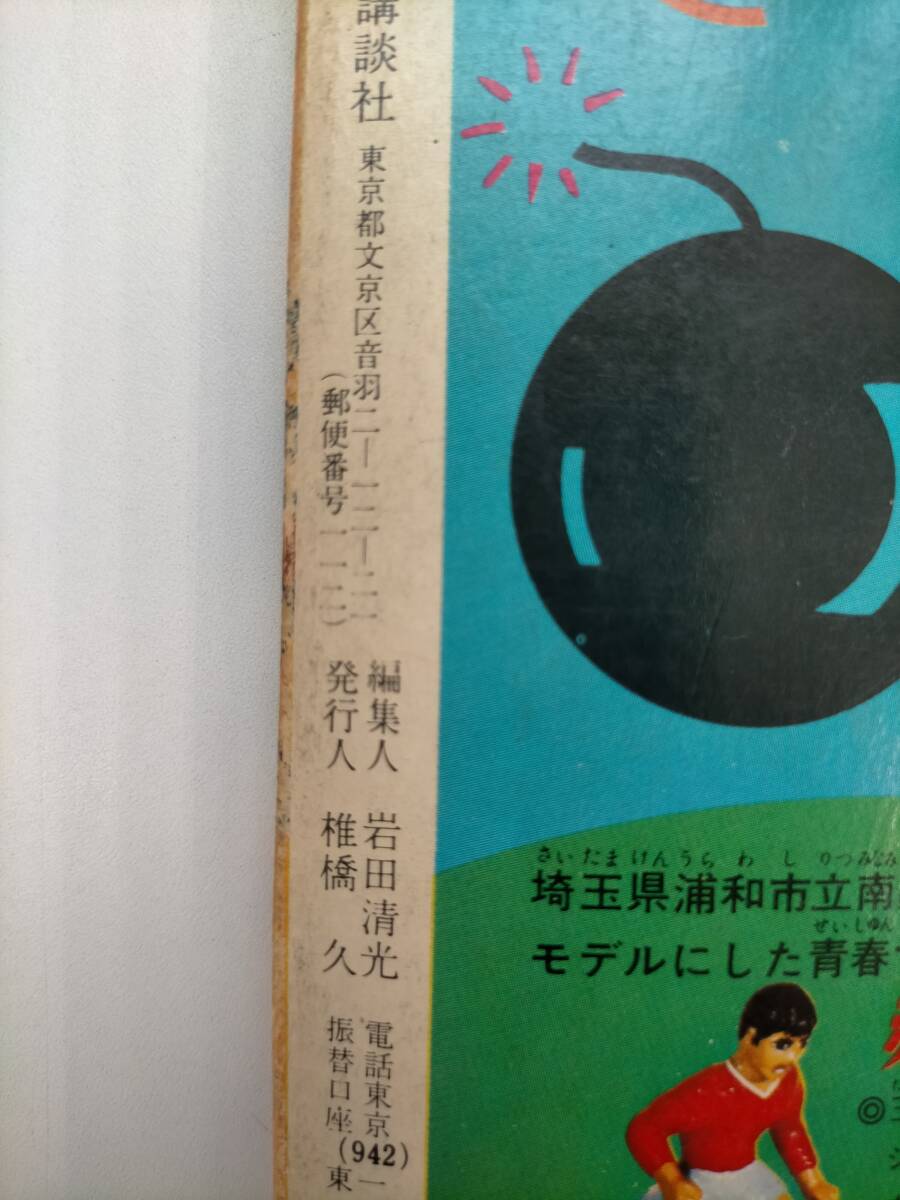 講談社
東京都文京区音羽二―一二―二一
(郵便番号一一二)
編集人 岩田清光
発行人 椎橋 久
電話東京(942)一
振替口座 東
さいたまけんうらわしりつみなみ
埼玉県浦和市立南
せいしゅん
モデルにした青春
◎